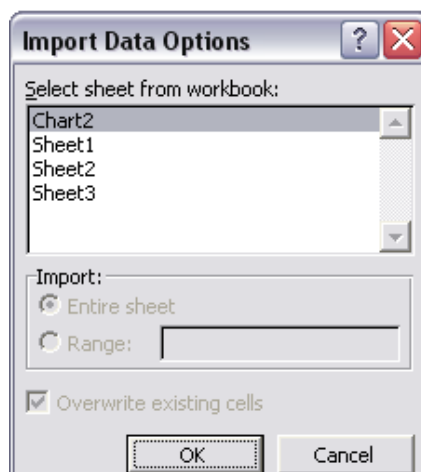 Import Data Options
Select sheet from workbook:
Chart2
Sheet1
Sheet2
Sheet3
Import:
Entire sheet
Range:
Overwrite existing cells
OK Cancel